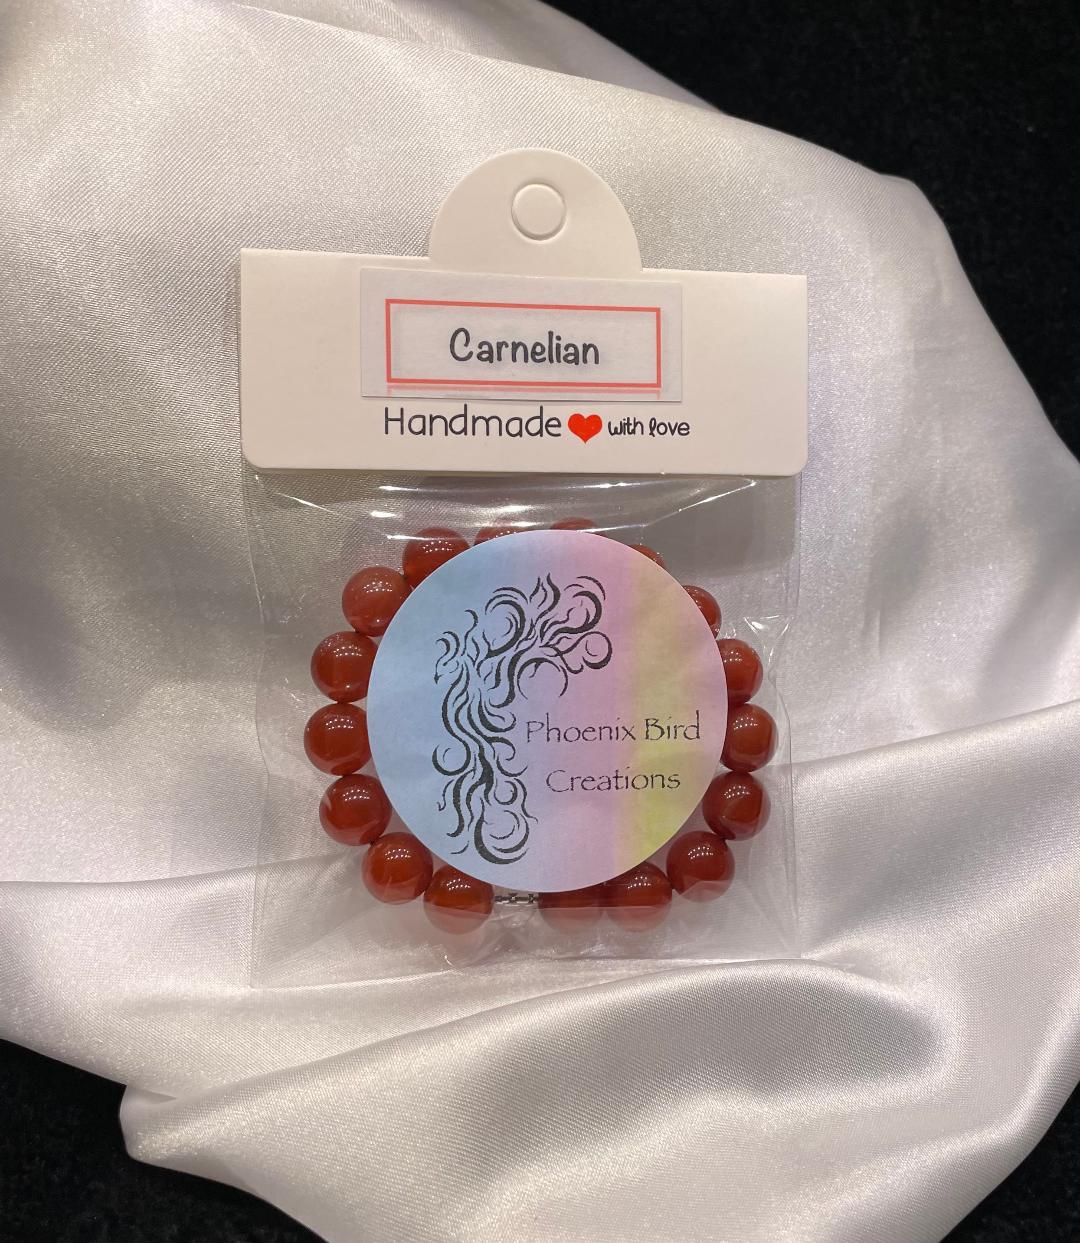 Carnelian
Handmade with love
Phoenix Bird
Creations